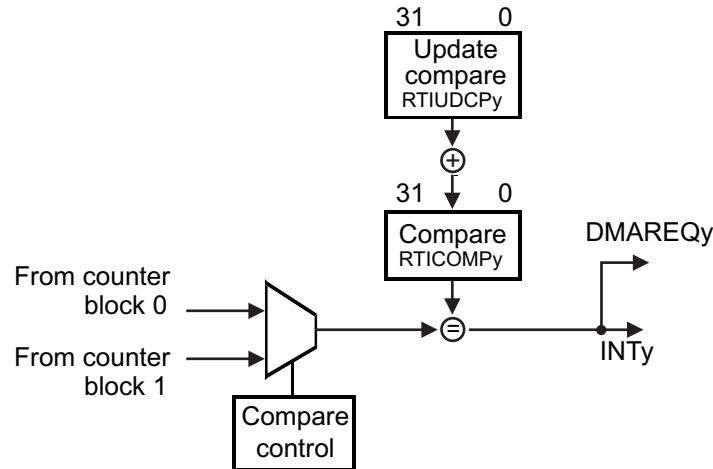 31 0
Update
compare
RTIUDCPy
+
31 0
Compare
RTICOMPy
DMAREQy
From counter
block 0
=
INTy
From counter
block 1
Compare
control